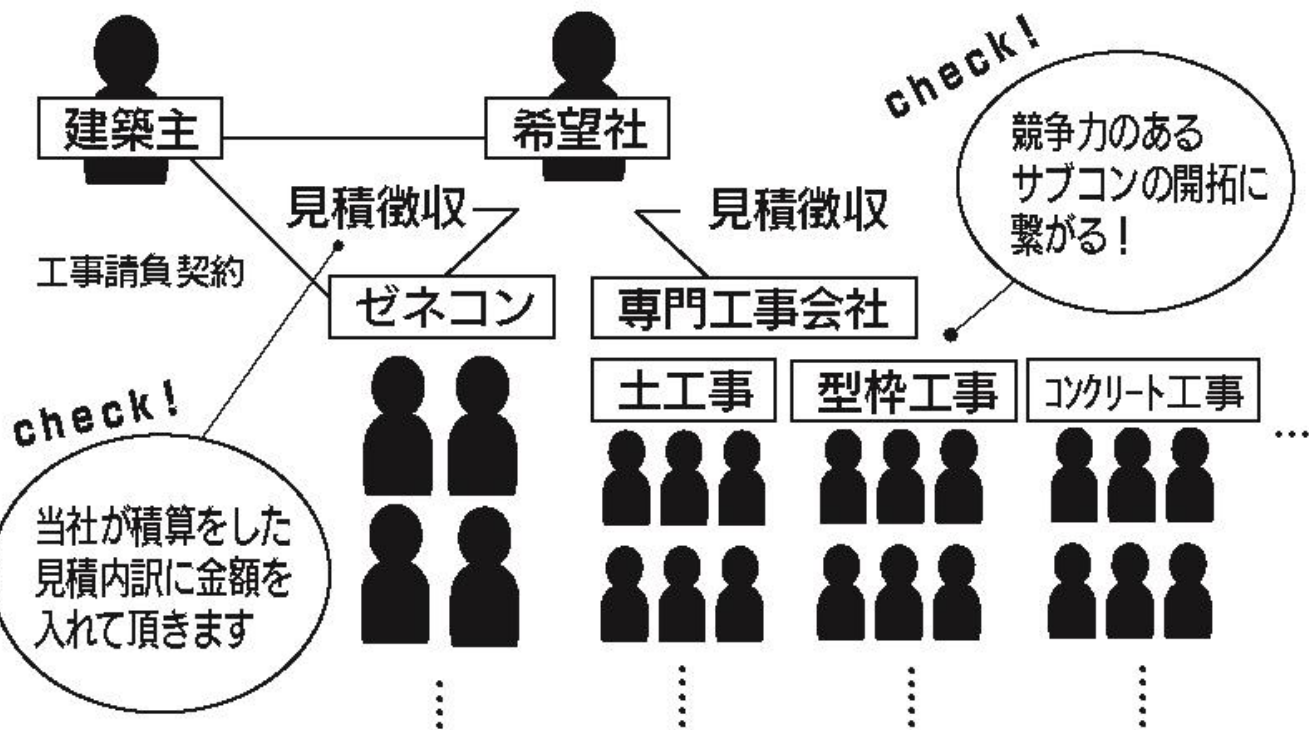 建築主
希望社
check!
競争力のある
サブコンの開拓に
繋がる!
見積徴収
見積徴収
工事請負契約
ゼネコン
専門工事会社
土工事
型枠工事
コンクリート工事
…
check!
当社が積算をした
見積内訳に金額を
入れて頂きます